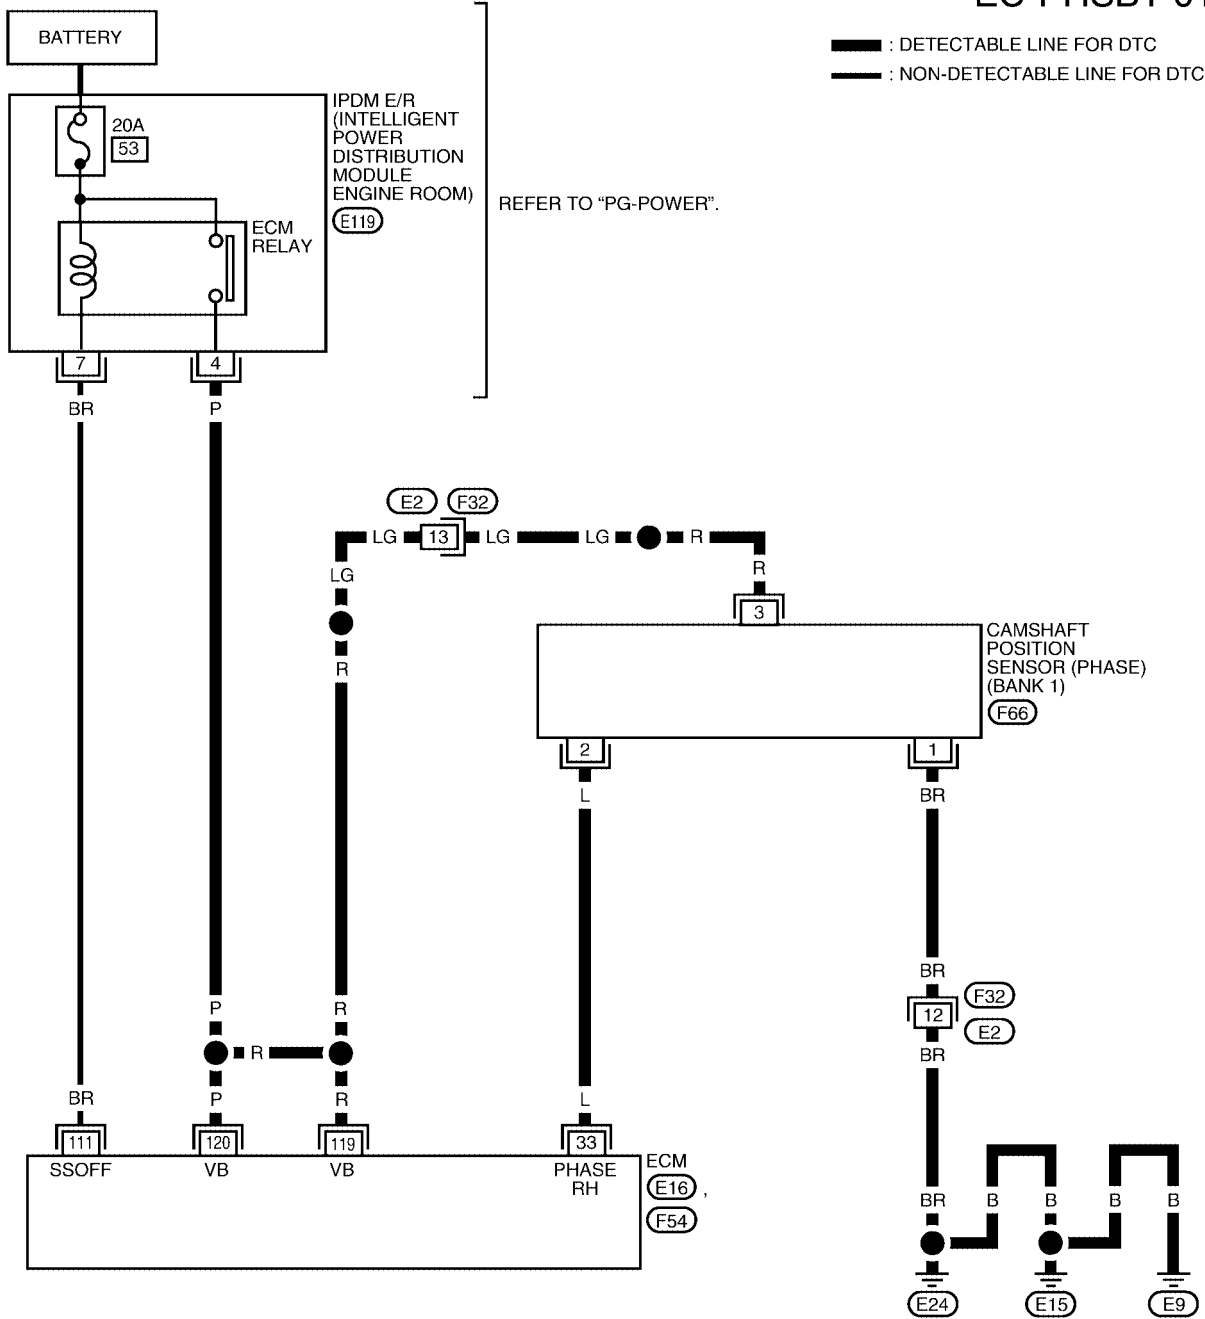 BATTERY
: DETECTABLE LINE FOR DTC
: NON-DETECTABLE LINE FOR DTC
20A
53
IPDM E/R
(INTELLIGENT
POWER
DISTRIBUTION
MODULE
ENGINE ROOM)
E119
REFER TO “PG-POWER”.
ECM
RELAY
7 4
BR P
E2 F32
LG 13 LG LG R
LG R
3
R
CAMSHAFT
POSITION
SENSOR (PHASE)
(BANK 1)
F66
2 1
L BR
BR
F32
12
E2
P R
R
BR
BR P R L
111 120 119 33
SSOFF VB VB PHASE
RH
ECM
E16 ,
F54
BR B B B B
E24 E15 E9